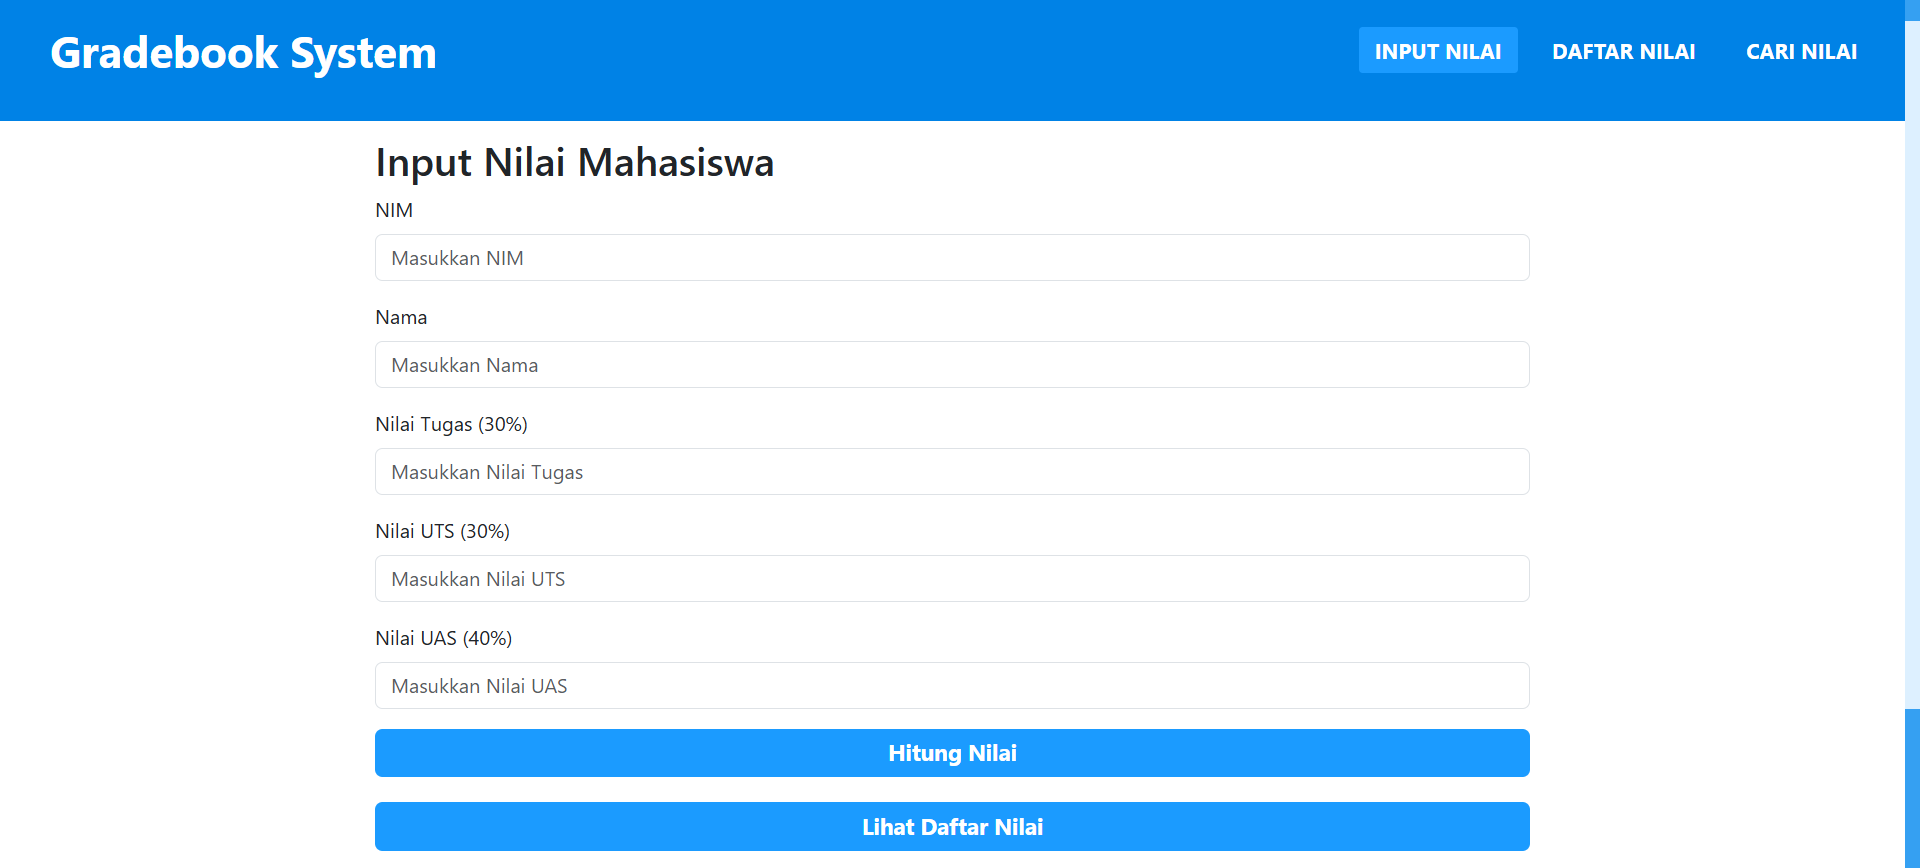 Gradebook System
INPUT NILAI
DAFTAR NILAI
CARI NILAI
Input Nilai Mahasiswa
NIM
Masukkan NIM
Nama
Masukkan Nama
Nilai Tugas (30%)
Masukkan Nilai Tugas
Nilai UTS (30%)
Masukkan Nilai UTS
Nilai UAS (40%)
Masukkan Nilai UAS
Hitung Nilai
Lihat Daftar Nilai